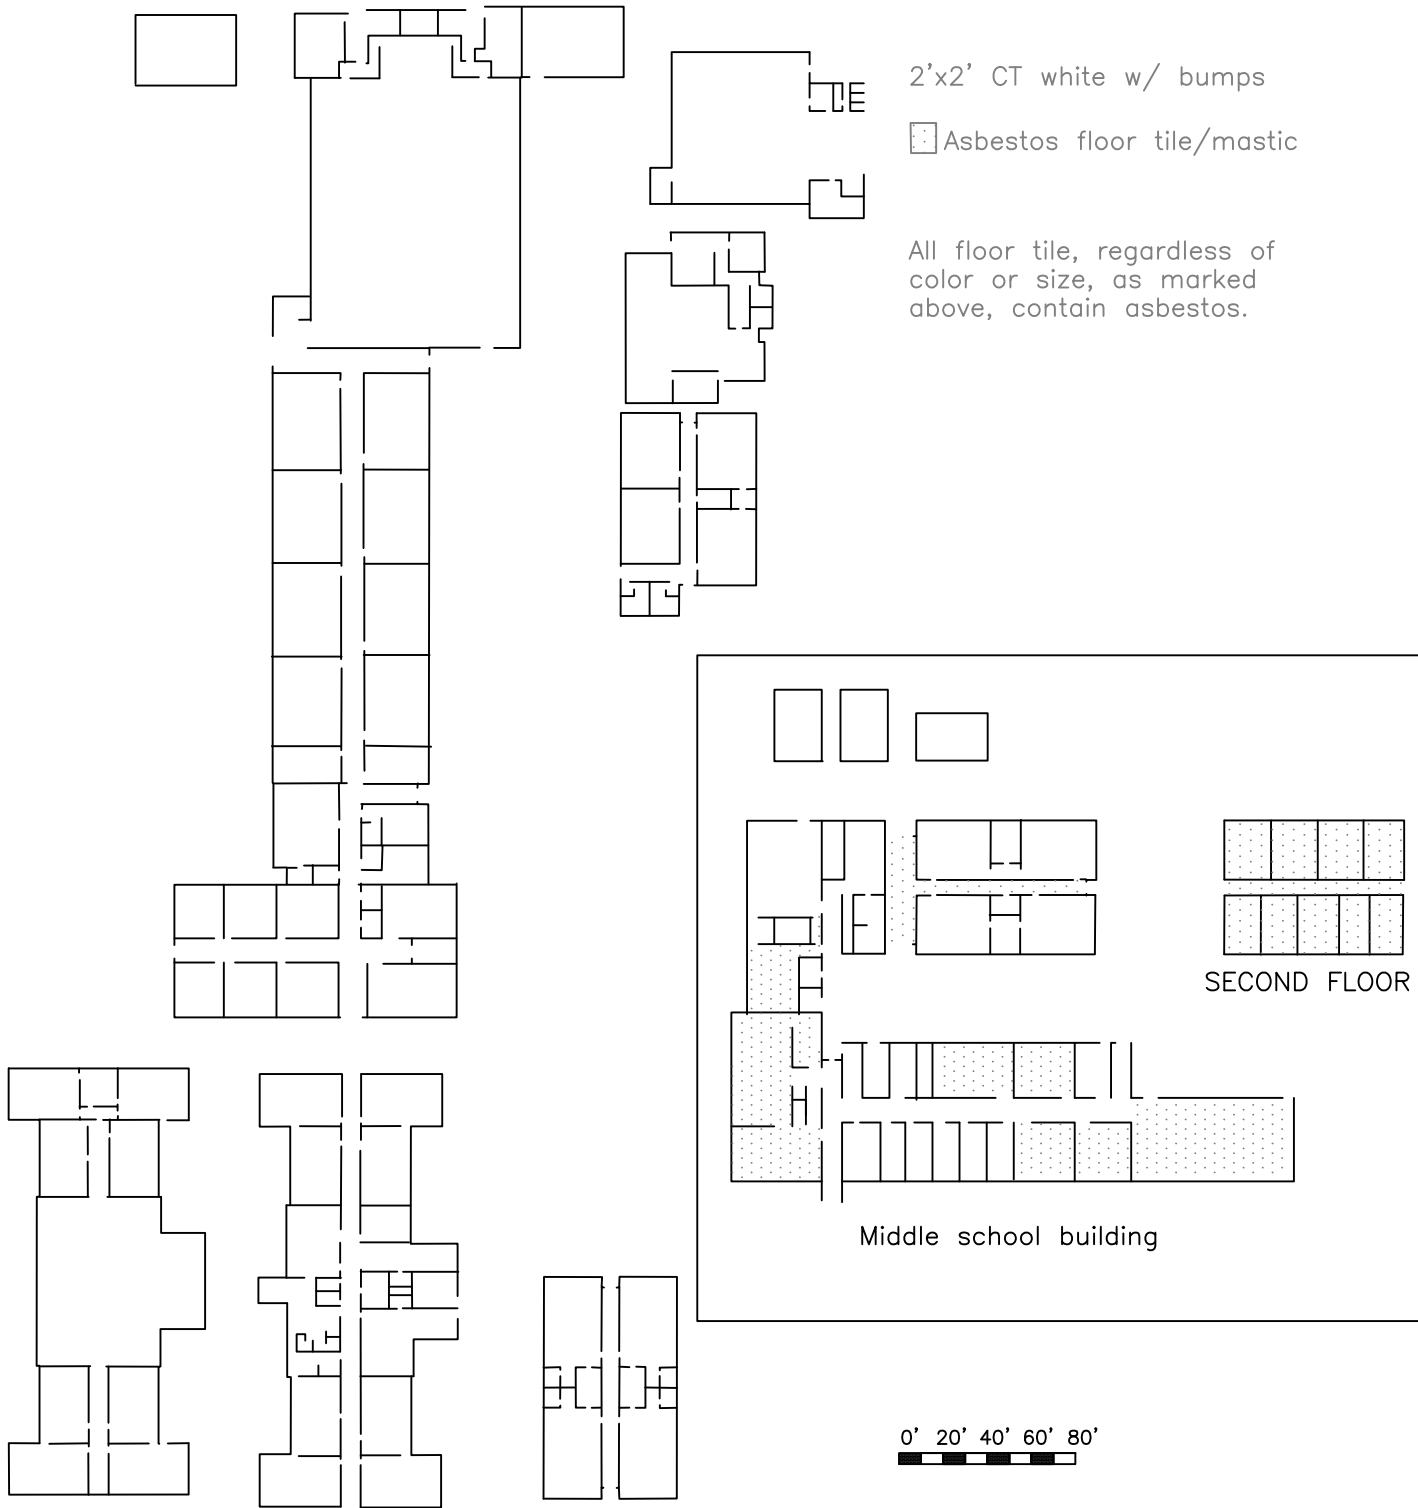 2'x2' CT white w/ bumps
Asbestos floor tile/mastic
All floor tile, regardless of
color or size, as marked
above, contain asbestos.
SECOND FLOOR
Middle school building
0' 20' 40' 60' 80'